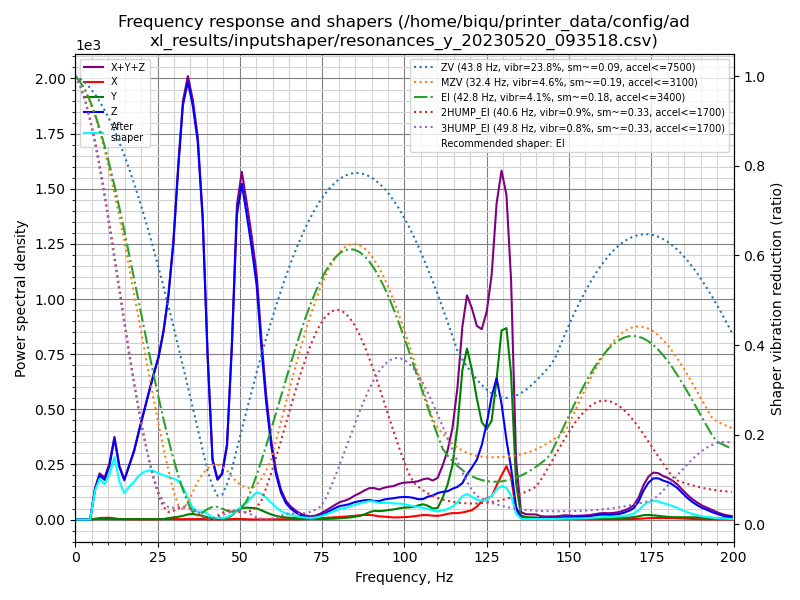 Frequency response and shapers (/home/biqu/printer_data/config/ad
xl_results/inputshaper/resonances_y_20230520_093518.csv)
1e3
X+Y+Z
X
Y
Z
After
shaper
ZV (43.8 Hz, vibr=23.8%, sm~=0.09, accel<=7500)
MZV (32.4 Hz, vibr=4.6%, sm~=0.19, accel<=3100)
EI (42.8 Hz, vibr=4.1%, sm~=0.18, accel<=3400)
2HUMP_EI (40.6 Hz, vibr=0.9%, sm~=0.33, accel<=1700)
3HUMP_EI (49.8 Hz, vibr=0.8%, sm~=0.33, accel<=1700)
Recommended shaper: EI
Power spectral density
2.00
1.75
1.50
1.25
1.00
0.75
0.50
0.25
0.00
1.0
0.8
0.6
0.4
0.2
0.0
Shaper vibration reduction (ratio)
0 25 50 75 100 125 150 175 200
Frequency, Hz